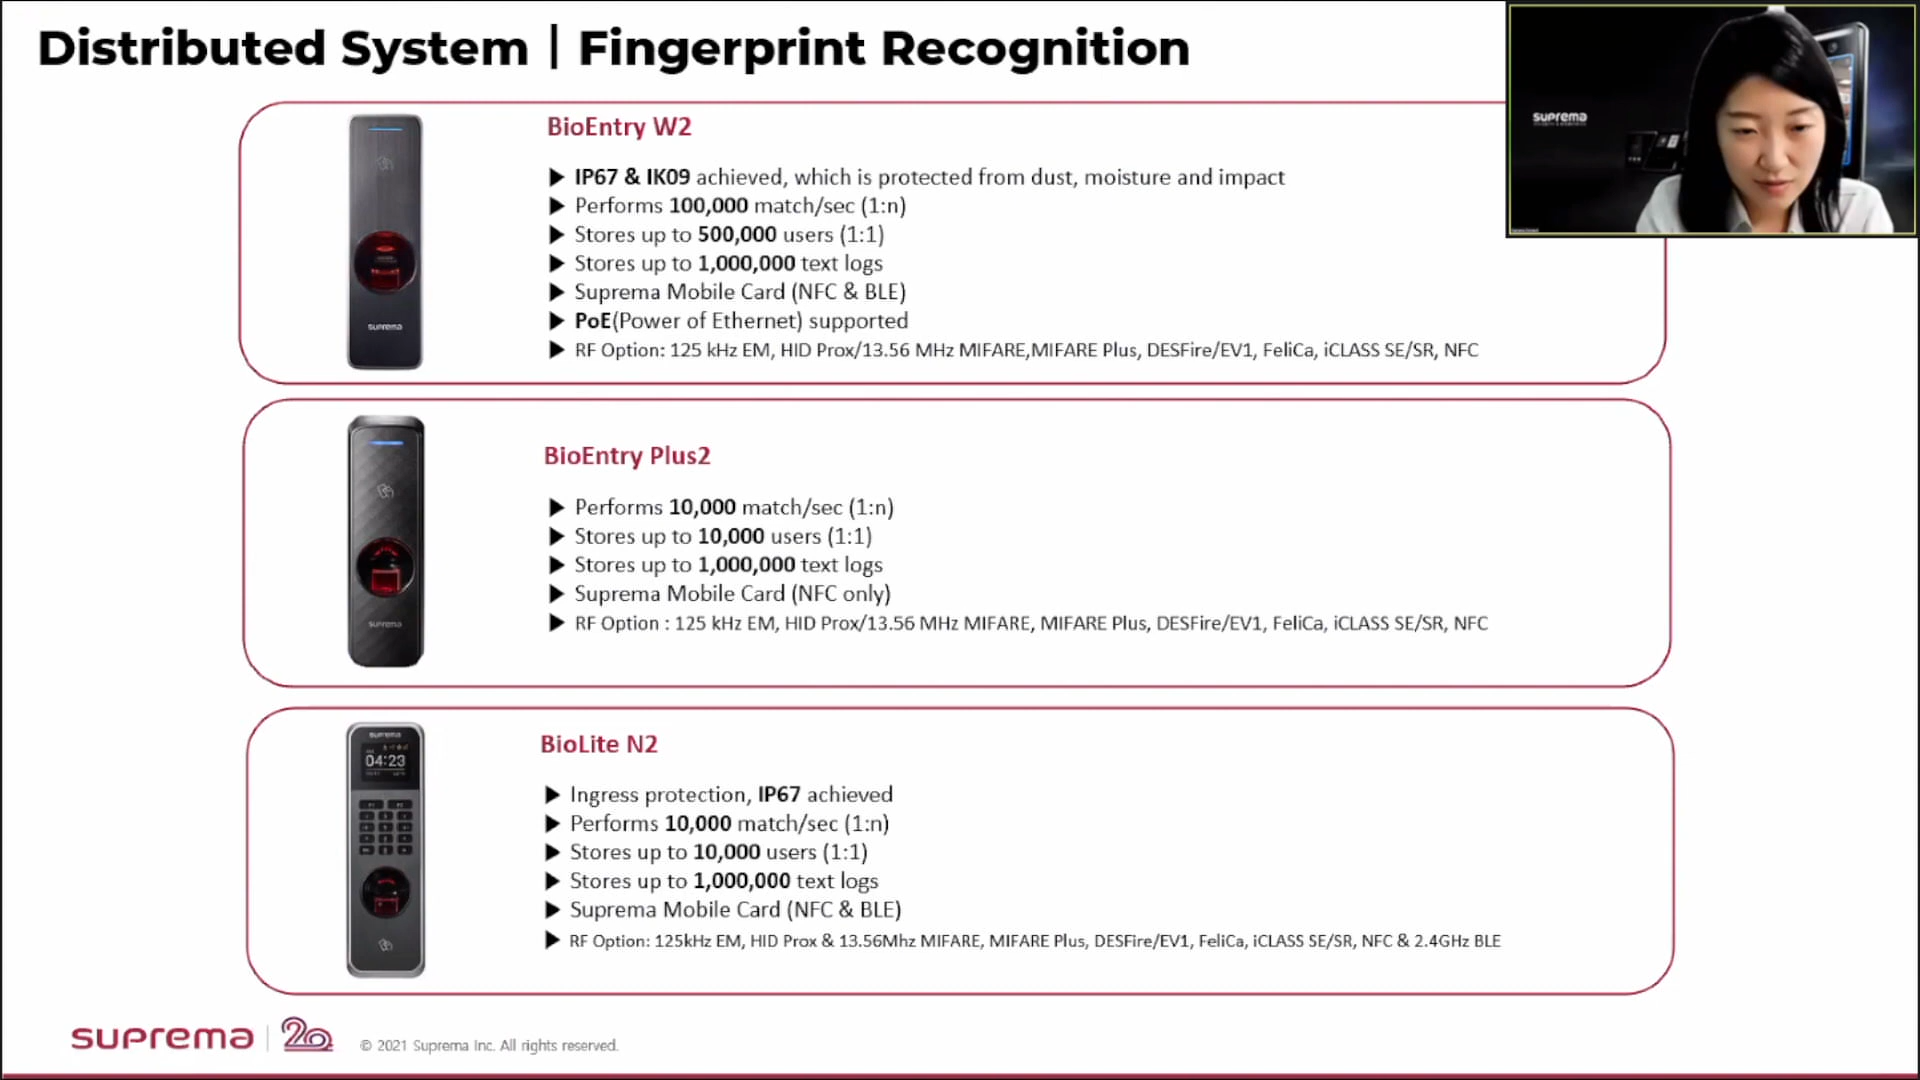 Distributed System | Fingerprint Recognition
suprema
BioEntry W2
▶ IP67 & IK09 achieved, which is protected from dust, moisture and impact
▶ Performs 100,000 match/sec (1:n)
▶ Stores up to 500,000 users (1:1)
▶ Stores up to 1,000,000 text logs
▶ Suprema Mobile Card (NFC & BLE)
▶ PoE(Power of Ethernet) supported
▶ RF Option: 125 kHz EM, HID Prox/13.56 MHz MIFARE,MIFARE Plus, DESFire/EV1, FeliCa, iCLASS SE/SR, NFC
suprema
BioEntry Plus2
▶ Performs 10,000 match/sec (1:n)
▶ Stores up to 10,000 users (1:1)
▶ Stores up to 1,000,000 text logs
▶ Suprema Mobile Card (NFC only)
▶ RF Option : 125 kHz EM, HID Prox/13.56 MHz MIFARE, MIFARE Plus, DESFire/EV1, FeliCa, iCLASS SE/SR, NFC
suprema
suprema
04:23
BioLite N2
▶ Ingress protection, IP67 achieved
▶ Performs 10,000 match/sec (1:n)
▶ Stores up to 10,000 users (1:1)
▶ Stores up to 1,000,000 text logs
▶ Suprema Mobile Card (NFC & BLE)
▶ RF Option: 125kHz EM, HID Prox & 13.56Mhz MIFARE, MIFARE Plus, DESFire/EV1, FeliCa, iCLASS SE/SR, NFC & 2.4GHz BLE
suprema | 20
© 2021 Suprema Inc. All rights reserved.